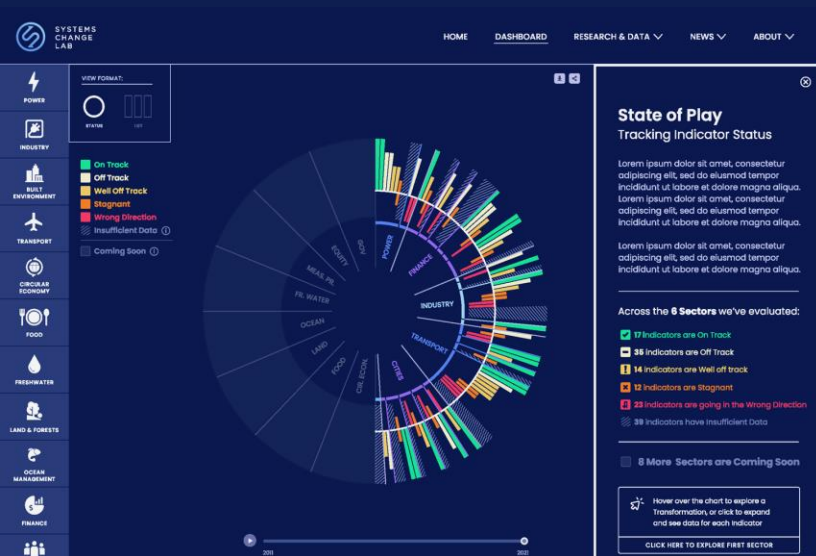 SYSTEMS
CHANGE
LAB
HOME
DASHBOARD
RESEARCH & DATA
NEWS
ABOUT
POWER
INDUSTRY
BUILT
ENVIRONMENT
TRANSPORT
CIRCULAR
ECONOMY
FOOD
FRESHWATER
LAND & FORESTS
OCEAN
MANAGEMENT
FINANCE
VIEW FORMAT:
STATUS
On Track
Off Track
Well Off Track
Stagnant
Wrong Direction
Insufficient Data
Coming Soon
POWER
FINANCE
INDUSTRY
TRANSPORT
CITIES
FOOD
LAND
OCEAN
FR. WATER
MEAS. PR.
EQUITY
GOV
2011
State of Play
Tracking Indicator Status
Lorem ipsum dolor sit amet, consectetur
adipiscing elit, sed do eiusmod tempor
incididunt ut labore et dolore magna aliqua.
Lorem ipsum dolor sit amet, consectetur
adipiscing elit, sed do eiusmod tempor
incididunt ut labore et dolore magna aliqua.
Lorem ipsum dolor sit amet, consectetur
adipiscing elit, sed do eiusmod tempor
incididunt ut labore et dolore magna aliqua.
Across the 6 Sectors we've evaluated:
17 indicators are On Track
35 indicators are Off Track
14 indicators are Well off track
12 indicators are Stagnant
23 indicators are going in the Wrong Direction
39 indicators have Insufficient Data
8 More Sectors are Coming Soon
Hover over the chart to explore a
Transformation, or click to expand
and see data for each Indicator
CLICK HERE TO EXPLORE FIRST SECTOR